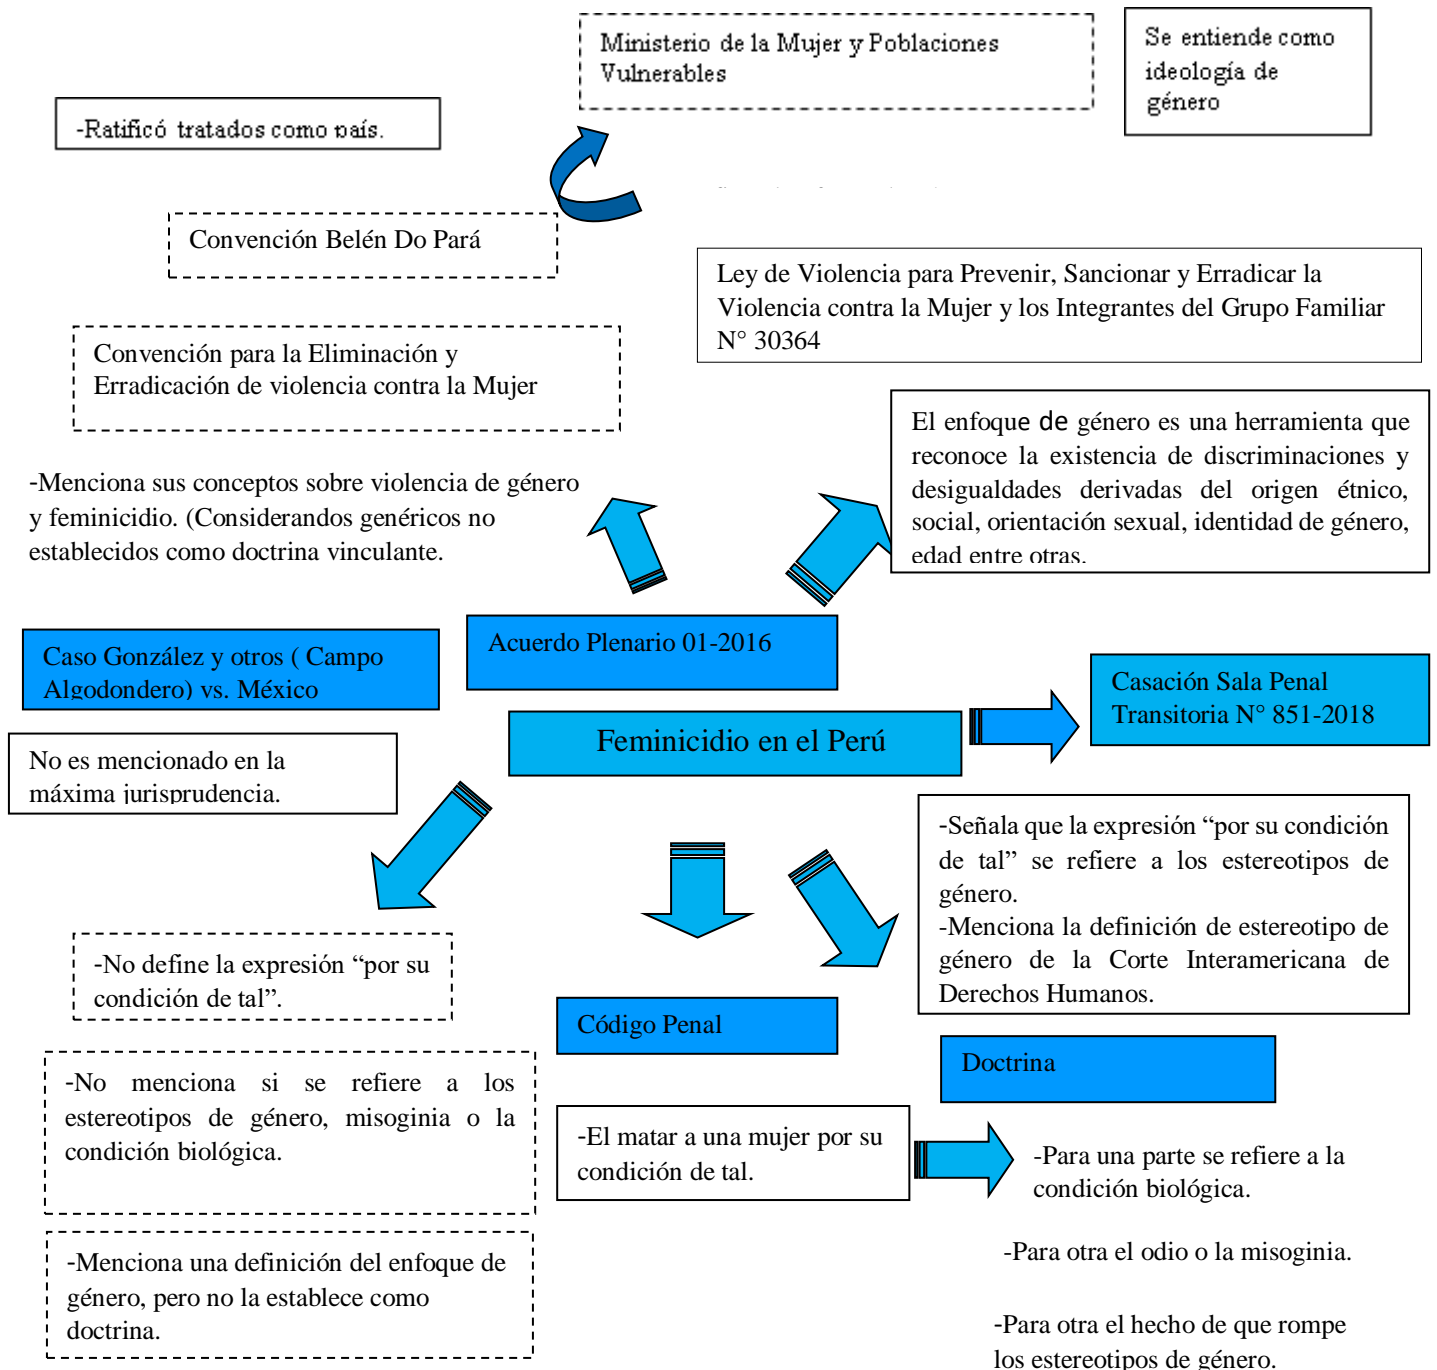 Ministerio de la Mujer y Poblaciones
Vulnerables
Se entiende como
ideología de
género
-Ratificó tratados como país.
Convención Belén Do Pará
Ley de Violencia para Prevenir, Sancionar y Erradicar la
Violencia contra la Mujer y los Integrantes del Grupo Familiar
N° 30364
Convención para la Eliminación y
Erradicación de violencia contra la Mujer
El enfoque de género es una herramienta que
reconoce la existencia de discriminaciones y
desigualdades derivadas del origen étnico,
social, orientación sexual, identidad de género,
edad entre otras.
-Menciona sus conceptos sobre violencia de género
y feminicidio. (Considerandos genéricos no
establecidos como doctrina vinculante.
Acuerdo Plenario 01-2016
Caso González y otros ( Campo
Algodondero) vs. México
Casación Sala Penal
Transitoria N° 851-2018
Feminicidio en el Perú
No es mencionado en la
máxima jurisprudencia.
-Señala que la expresión “por su condición
de tal” se refiere a los estereotipos de
género.
-Menciona la definición de estereotipo de
género de la Corte Interamericana de
Derechos Humanos.
-No define la expresión “por su
condición de tal”.
Código Penal
Doctrina
-No menciona si se refiere a los
estereotipos de género, misoginia o la
condición biológica.
-El matar a una mujer por su
condición de tal.
-Para una parte se refiere a la
condición biológica.
-Para otra el odio o la misoginia.
-Menciona una definición del enfoque de
género, pero no la establece como
doctrina.
-Para otra el hecho de que rompe
los estereotipos de género.